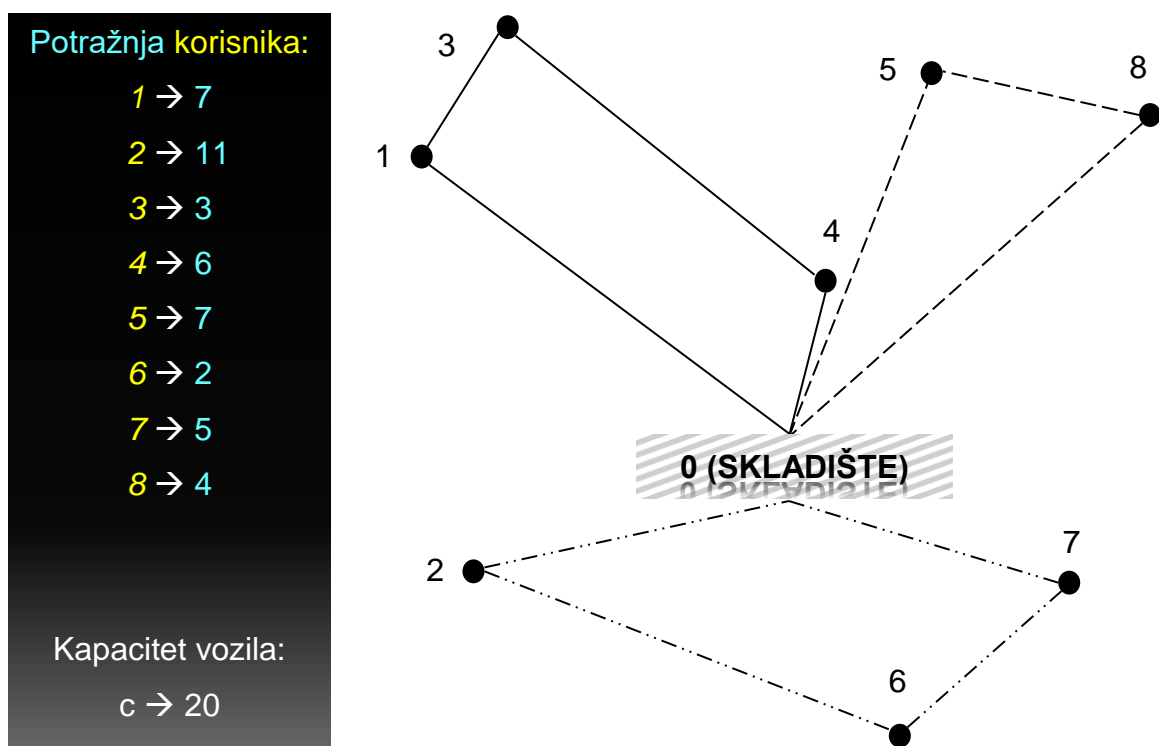 Potražnja korisnika:
1 → 7
2 → 11
3 → 3
4 → 6
5 → 7
6 → 2
7 → 5
8 → 4
Kapacitet vozila:
c → 20
3
5
8
1
4
0 (SKLADIŠTE)
2
7
6